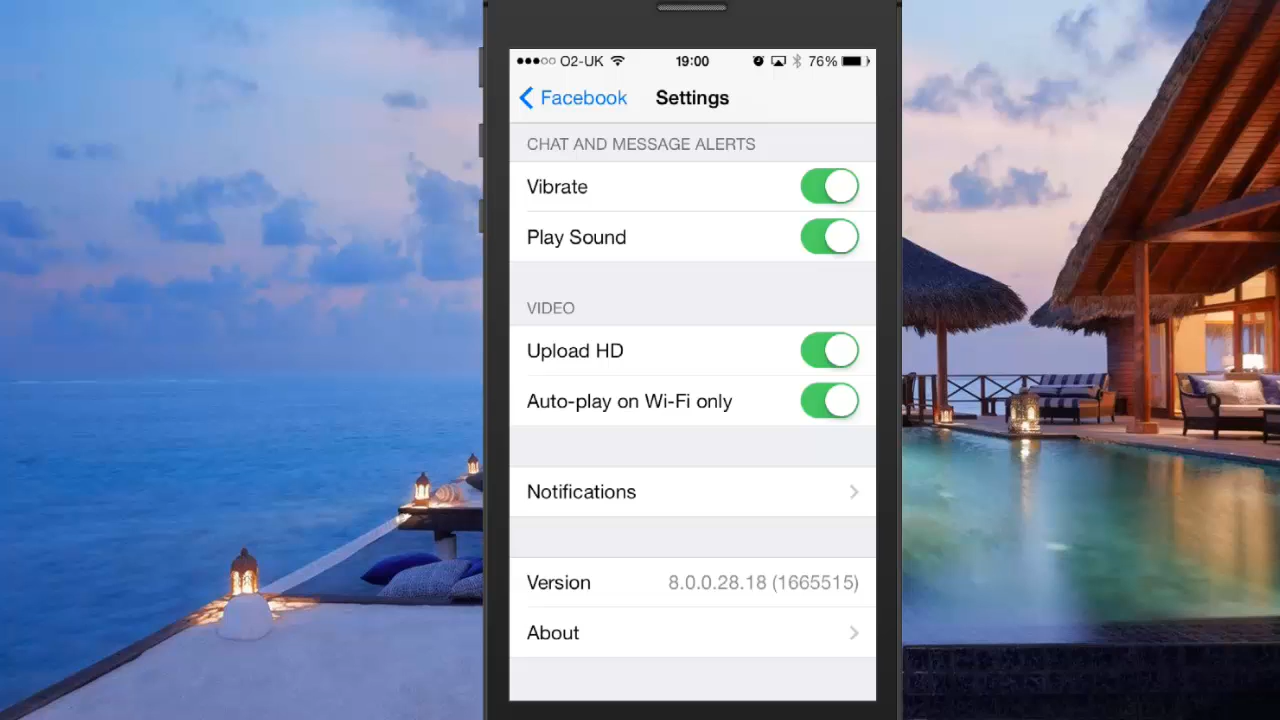 O2-UK 19:00 76%
Facebook Settings
CHAT AND MESSAGE ALERTS
Vibrate
Play Sound
VIDEO
Upload HD
Auto-play on Wi-Fi only
Notifications
Version 8.0.0.28.18 (1665515)
About